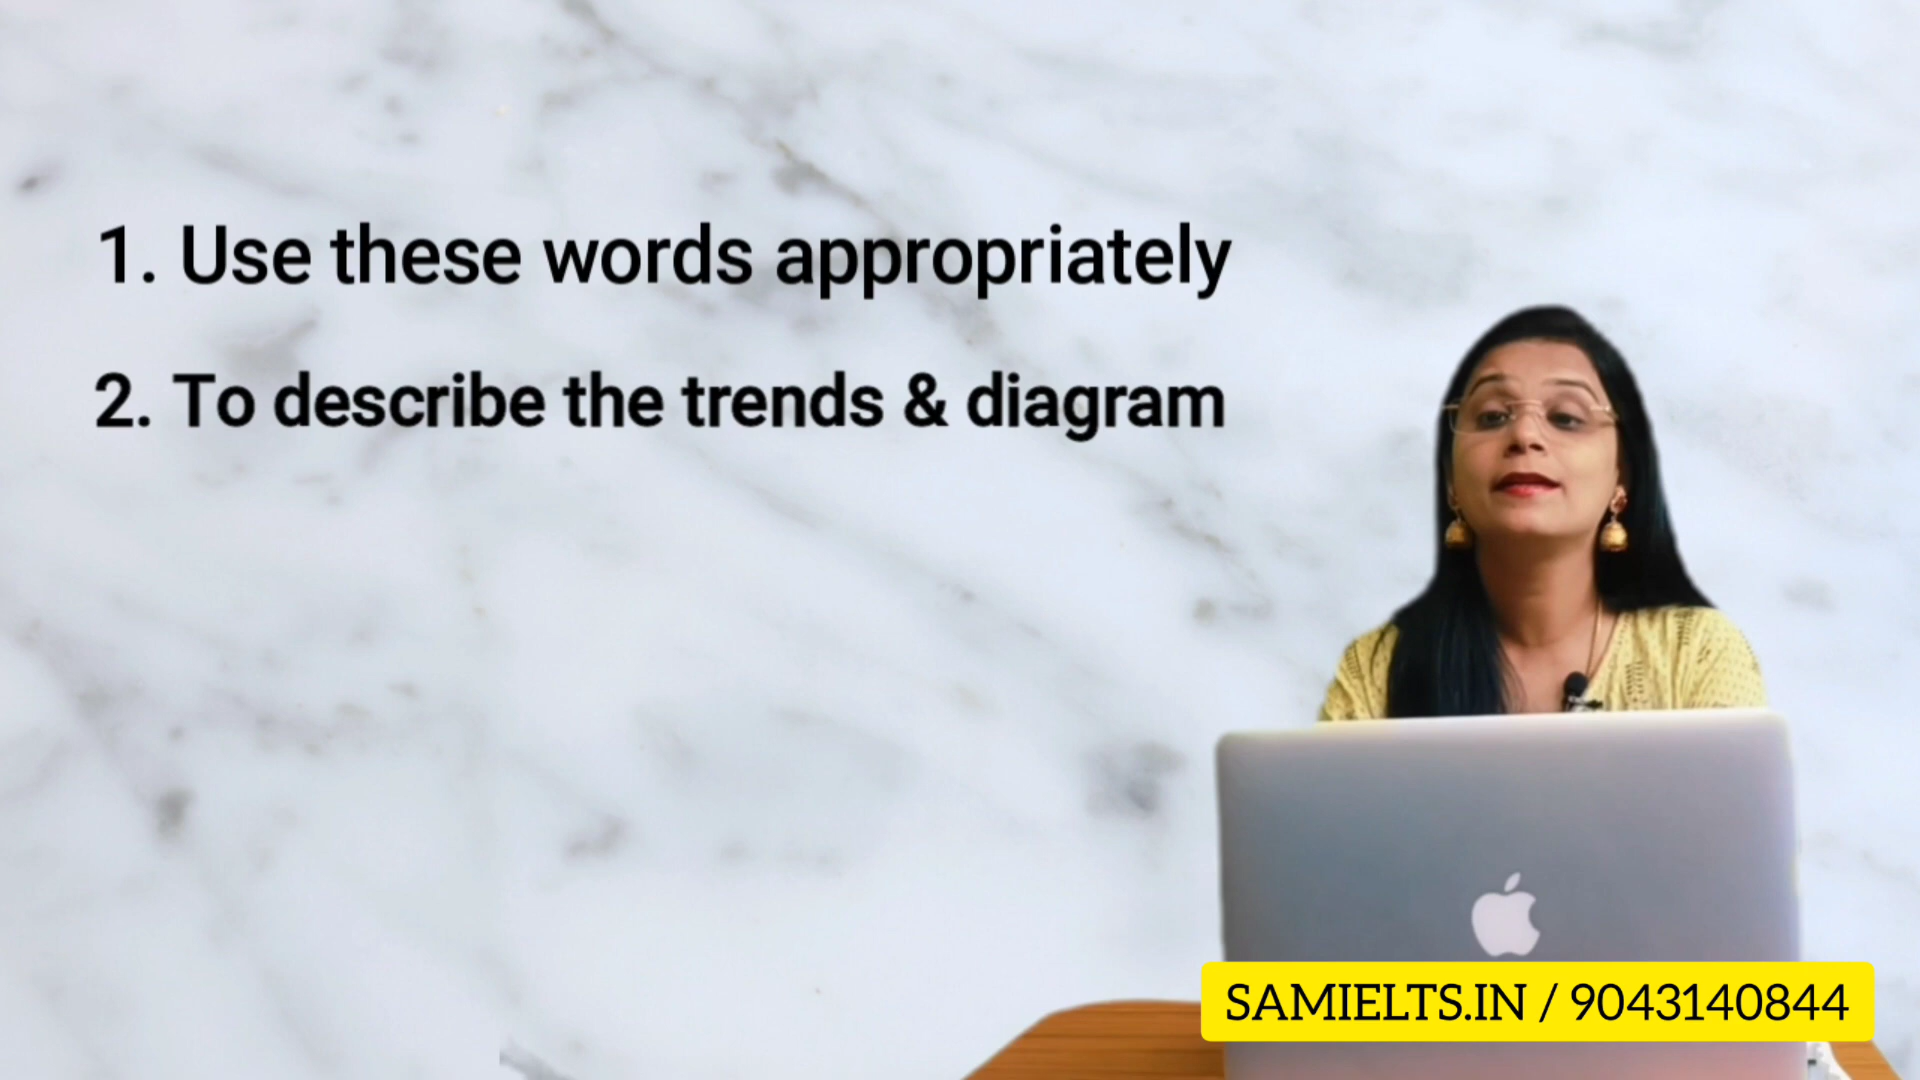 1. Use these words appropriately
2. To describe the trends & diagram
SAMIELTS.IN / 9043140844